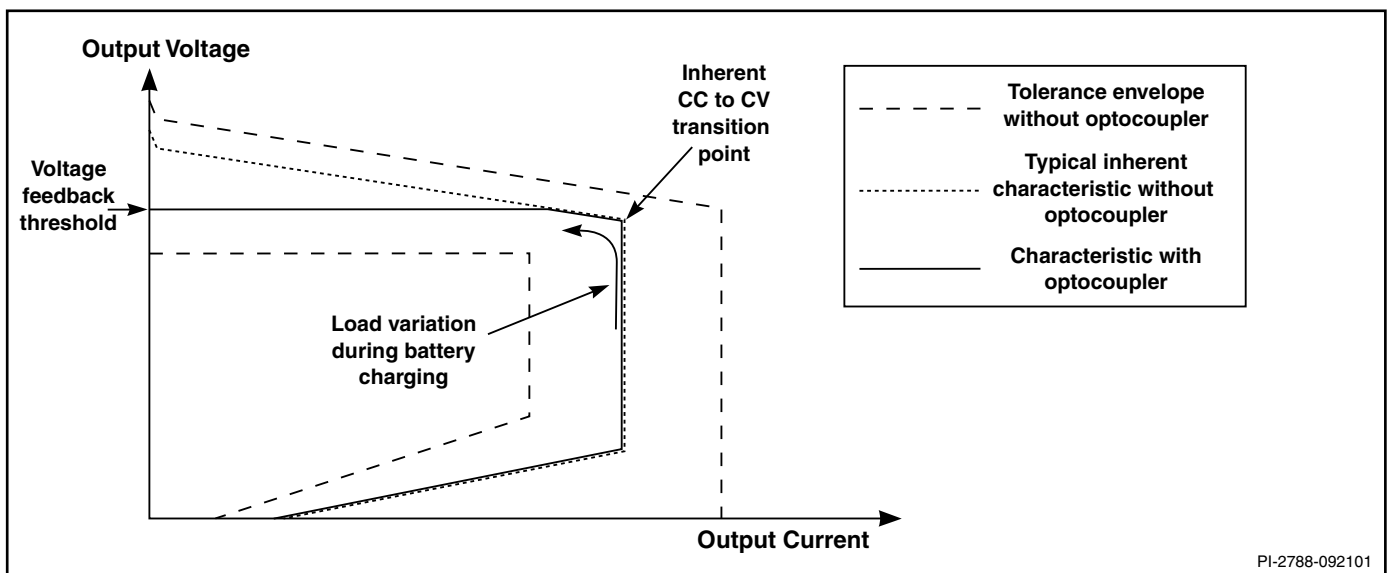 Output Voltage
Inherent
CC to CV
transition
point
Voltage
feedback
threshold
Load variation
during battery
charging
Output Current
Tolerance envelope
without optocoupler
Typical inherent
characteristic without
optocoupler
Characteristic with
optocoupler
PI-2788-092101